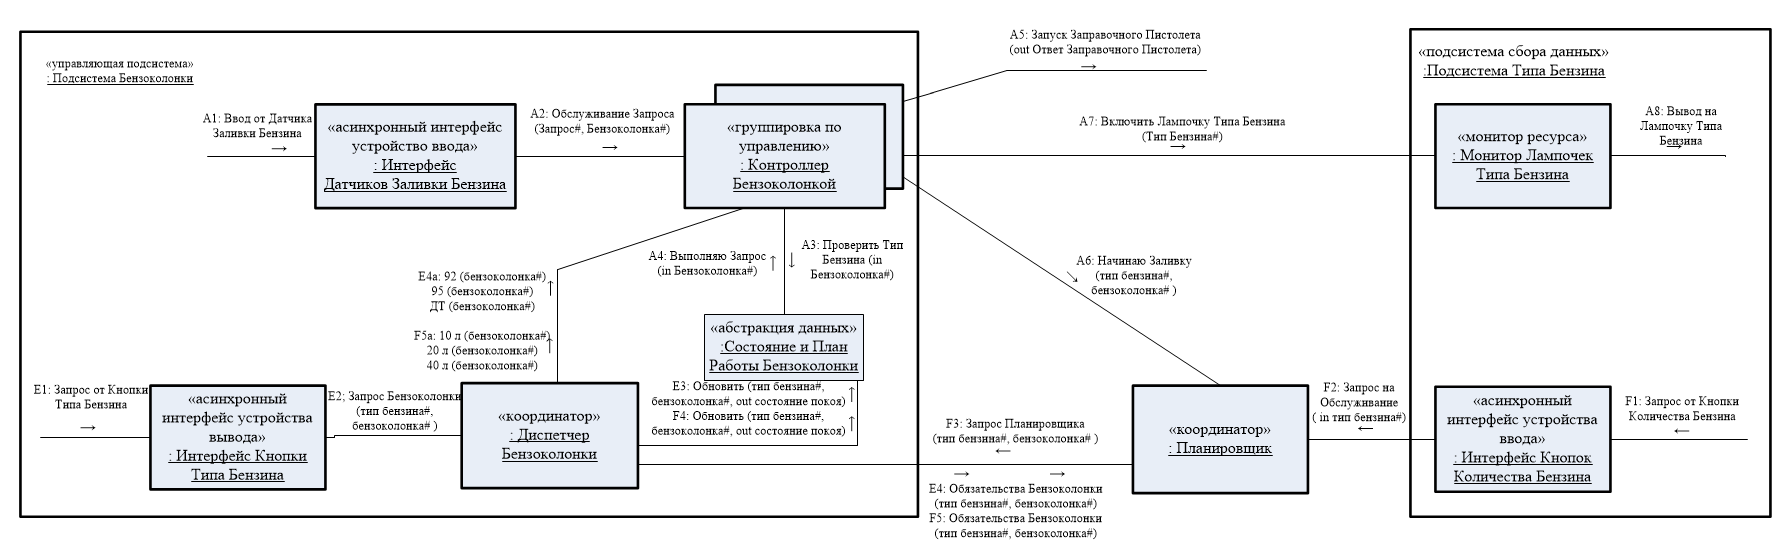 A5: Запуск Заправочного Пистолета
(out Ответ Заправочного Пистолета)
→
«управляющая подсистема»
: Подсистема Бензоколонки
«подсистема сбора данных»
:Подсистема Типа Бензина
A1: Ввод от Датчика
Заливки Бензина
→
«асинхронный интерфейс
устройство ввода»
: Интерфейс
Датчиков Заливки Бензина
A2: Обслуживание Запроса
(Запрос#, Бензоколонка#)
→
«группировка по
управлению»
: Контроллер
Бензоколонкой
A7: Включить Лампочку Типа Бензина
(Тип Бензина#)
→
«монитор ресурса»
: Монитор Лампочек
Типа Бензина
A8: Вывод на
Лампочку Типа
Бензина
→
A4: Выполняю Запрос
(in Бензоколонка#)
↑
A3: Проверить Тип
Бензина (in
Бензоколонка#)
↓
A6: Начинаю Заливку
(тип бензина#,
бензоколонка# )
↘
E4a: 92 (бензоколонка#)
95 (бензоколонка#)
ДТ (бензоколонка#)
↑
F5a: 10 л (бензоколонка#)
20 л (бензоколонка#)
40 л (бензоколонка#)
↑
«абстракция данных»
:Состояние и План
Работы Бензоколонки
E1: Запрос от Кнопки
Типа Бензина
→
«асинхронный
интерфейс устройства
вывода»
: Интерфейс Кнопки
Типа Бензина
E2; Запрос Бензоколонки
(тип бензина#,
бензоколонка# )
«координатор»
: Диспетчер
Бензоколонки
E3: Обновить (тип бензина#,
бензоколонка#, out состояние покоя)
↑
F4: Обновить (тип бензина#,
бензоколонка#, out состояние покоя)
↑
F3: Запрос Планировщика
(тип бензина#, бензоколонка# )
←
→ →
E4: Обязательства Бензоколонки
(тип бензина#, бензоколонка#)
F5: Обязательства Бензоколонки
(тип бензина#, бензоколонка#)
«координатор»
: Планировщик
F2: Запрос на
Обслуживание
( in тип бензина#)
←
«асинхронный
интерфейс устройства
ввода»
: Интерфейс Кнопок
Количества Бензина
F1: Запрос от Кнопки
Количества Бензина
←